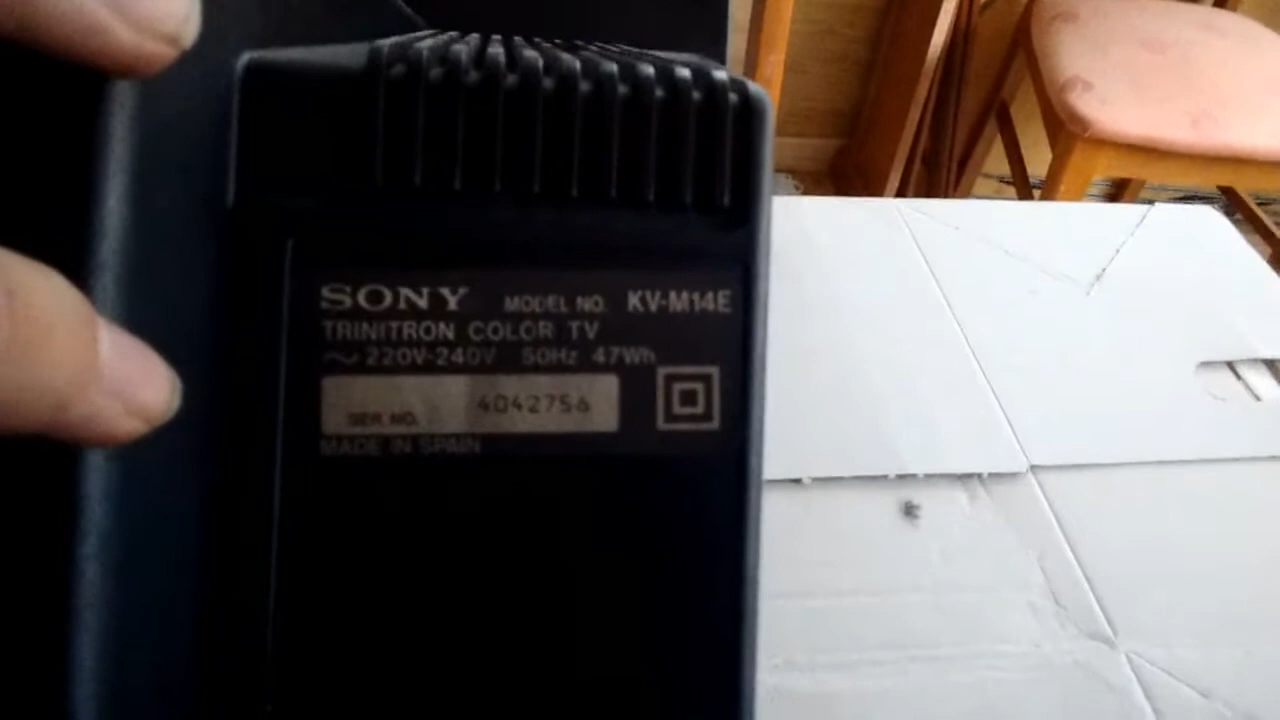 SONY MODEL NO. KV-M14E
TRINITRON COLOR TV
~ 220V-240V 50Hz 47Wh
SER. NO. 4042756
MADE IN SPAIN